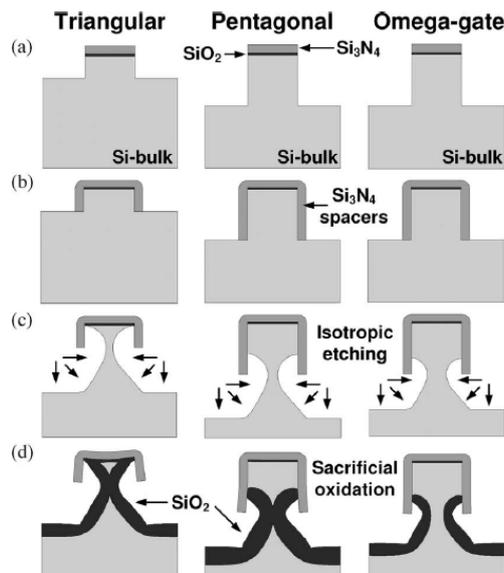 Triangular Pentagonal Omega-gate
(a)
SiO₂ Si₃N₄
Si-bulk Si-bulk Si-bulk
(b)
Si₃N₄
spacers
(c)
Isotropic
etching
(d)
Sacrificial
oxidation
SiO₂